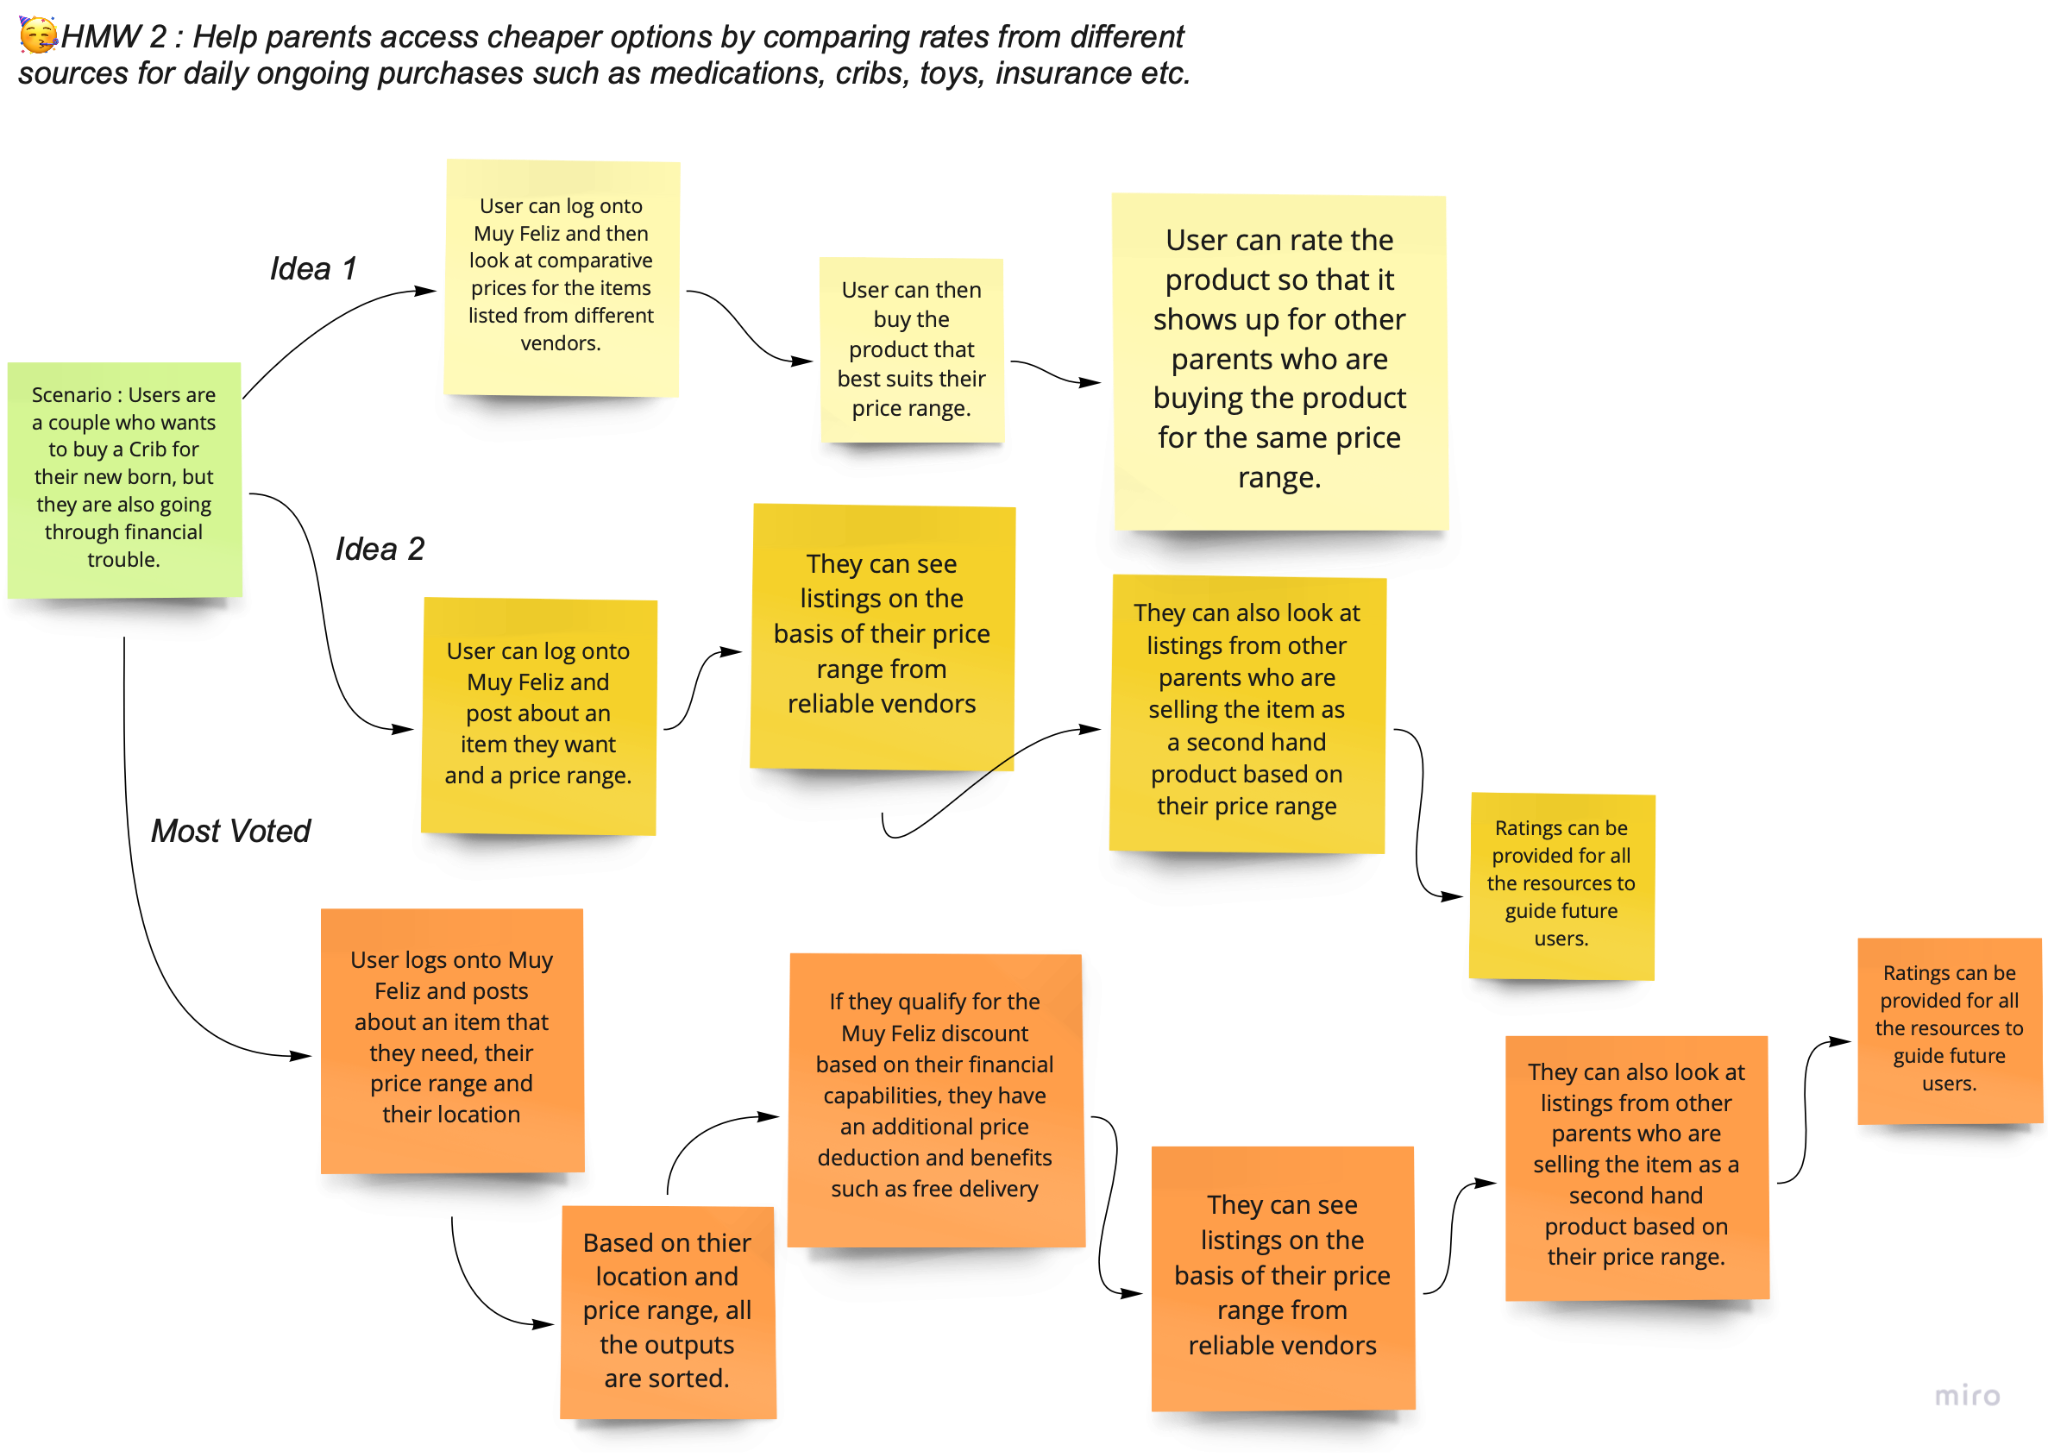 🥳HMW 2 : Help parents access cheaper options by comparing rates from different
sources for daily ongoing purchases such as medications, cribs, toys, insurance etc.
Scenario : Users are
a couple who wants
to buy a Crib for
their new born, but
they are also going
through financial
trouble.
Idea 1
User can log onto
Muy Feliz and then
look at comparative
prices for the items
listed from different
vendors.
User can then
buy the
product that
best suits their
price range.
User can rate the
product so that it
shows up for other
parents who are
buying the product
for the same price
range.
Idea 2
User can log onto
Muy Feliz and
post about an
item they want
and a price range.
They can see
listings on the
basis of their price
range from
reliable vendors
They can also look at
listings from other
parents who are
selling the item as
a second hand
product based on
their price range
Ratings can be
provided for all
the resources to
guide future
users.
Most Voted
User logs onto Muy
Feliz and posts
about an item that
they need, their
price range and
their location
Based on thier
location and
price range, all
the outputs
are sorted.
If they qualify for the
Muy Feliz discount
based on their financial
capabilities, they have
an additional price
deduction and benefits
such as free delivery
They can see
listings on the
basis of their price
range from
reliable vendors
They can also look at
listings from other
parents who are
selling the item as a
second hand
product based on
their price range.
Ratings can be
provided for all
the resources to
guide future
users.
miro